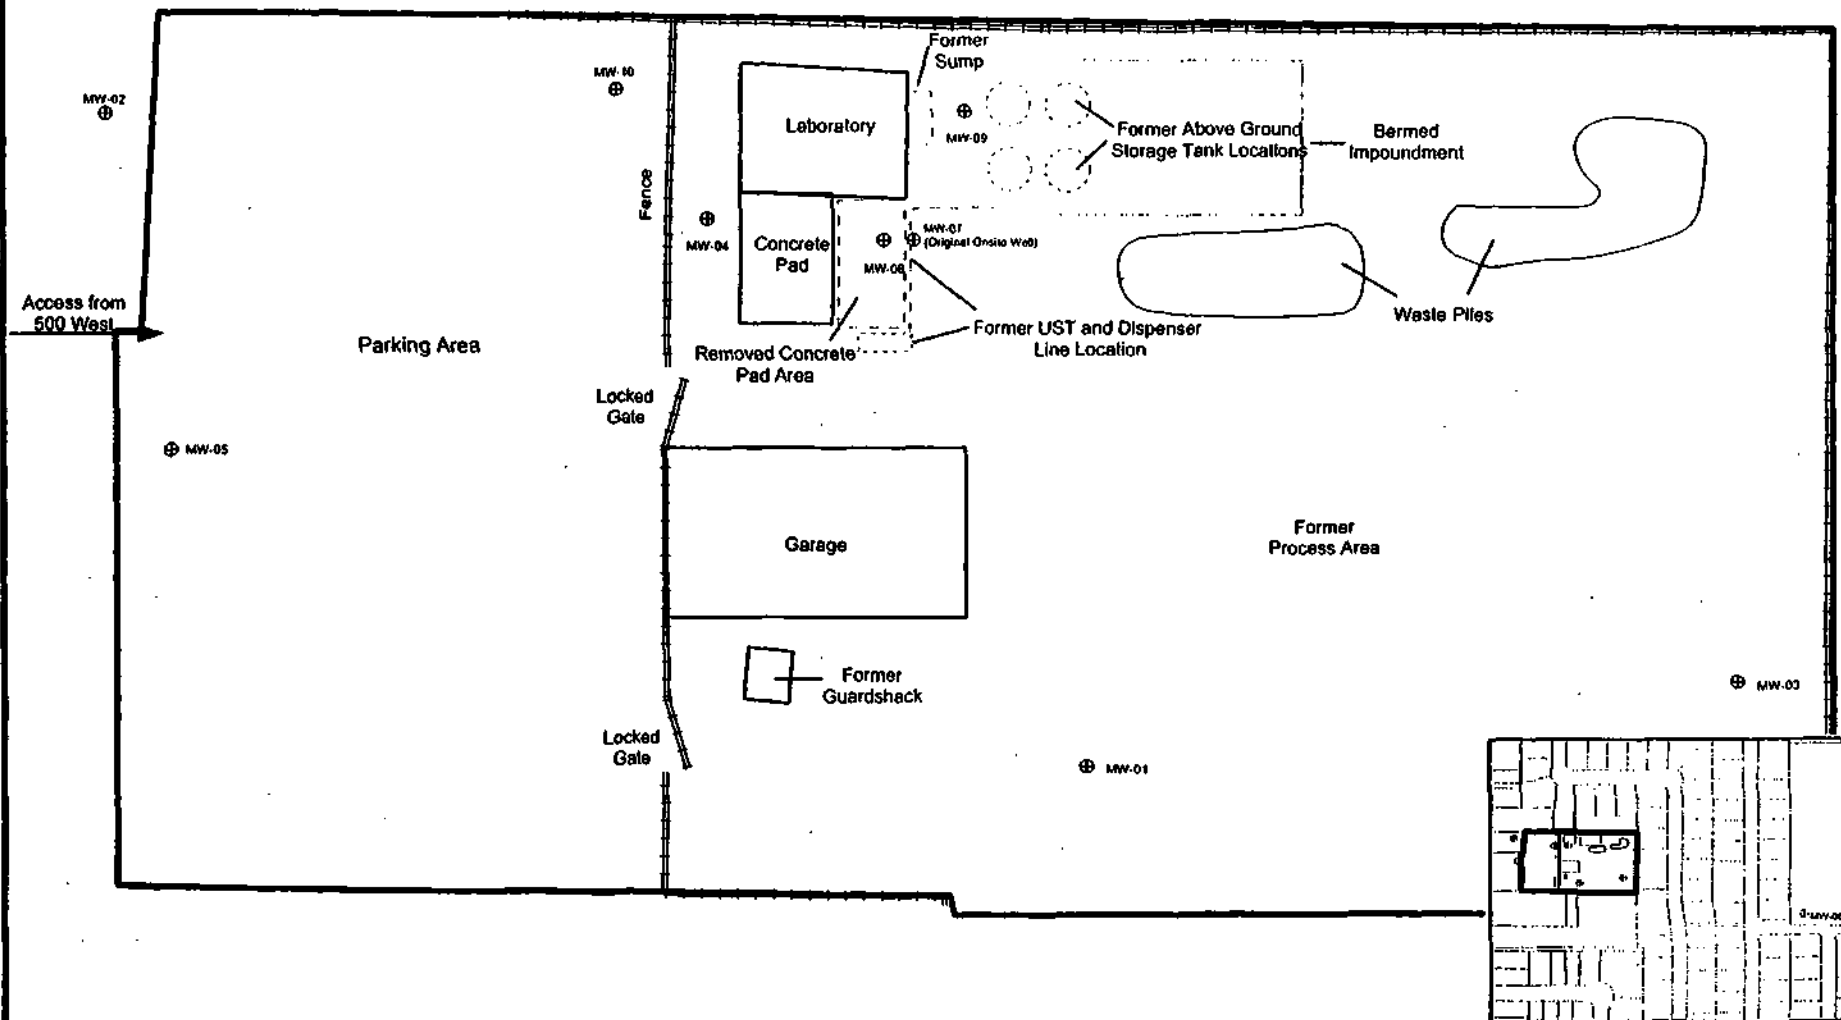 Former
Sump
MW-10
MW-02
Laboratory
MW-09
Former Above Ground
Storage Tank Locations
Bermed
Impoundment
Fence
MW-04
Concrete
Pad
MW-07
(Original Onsite Well)
MW-08
Access from
500 West
Waste Piles
Former UST and Dispenser
Line Location
Parking Area
Removed Concrete
Pad Area
Locked
Gate
MW-05
Garage
Former
Process Area
Former
Guardshack
MW-03
Locked
Gate
MW-01